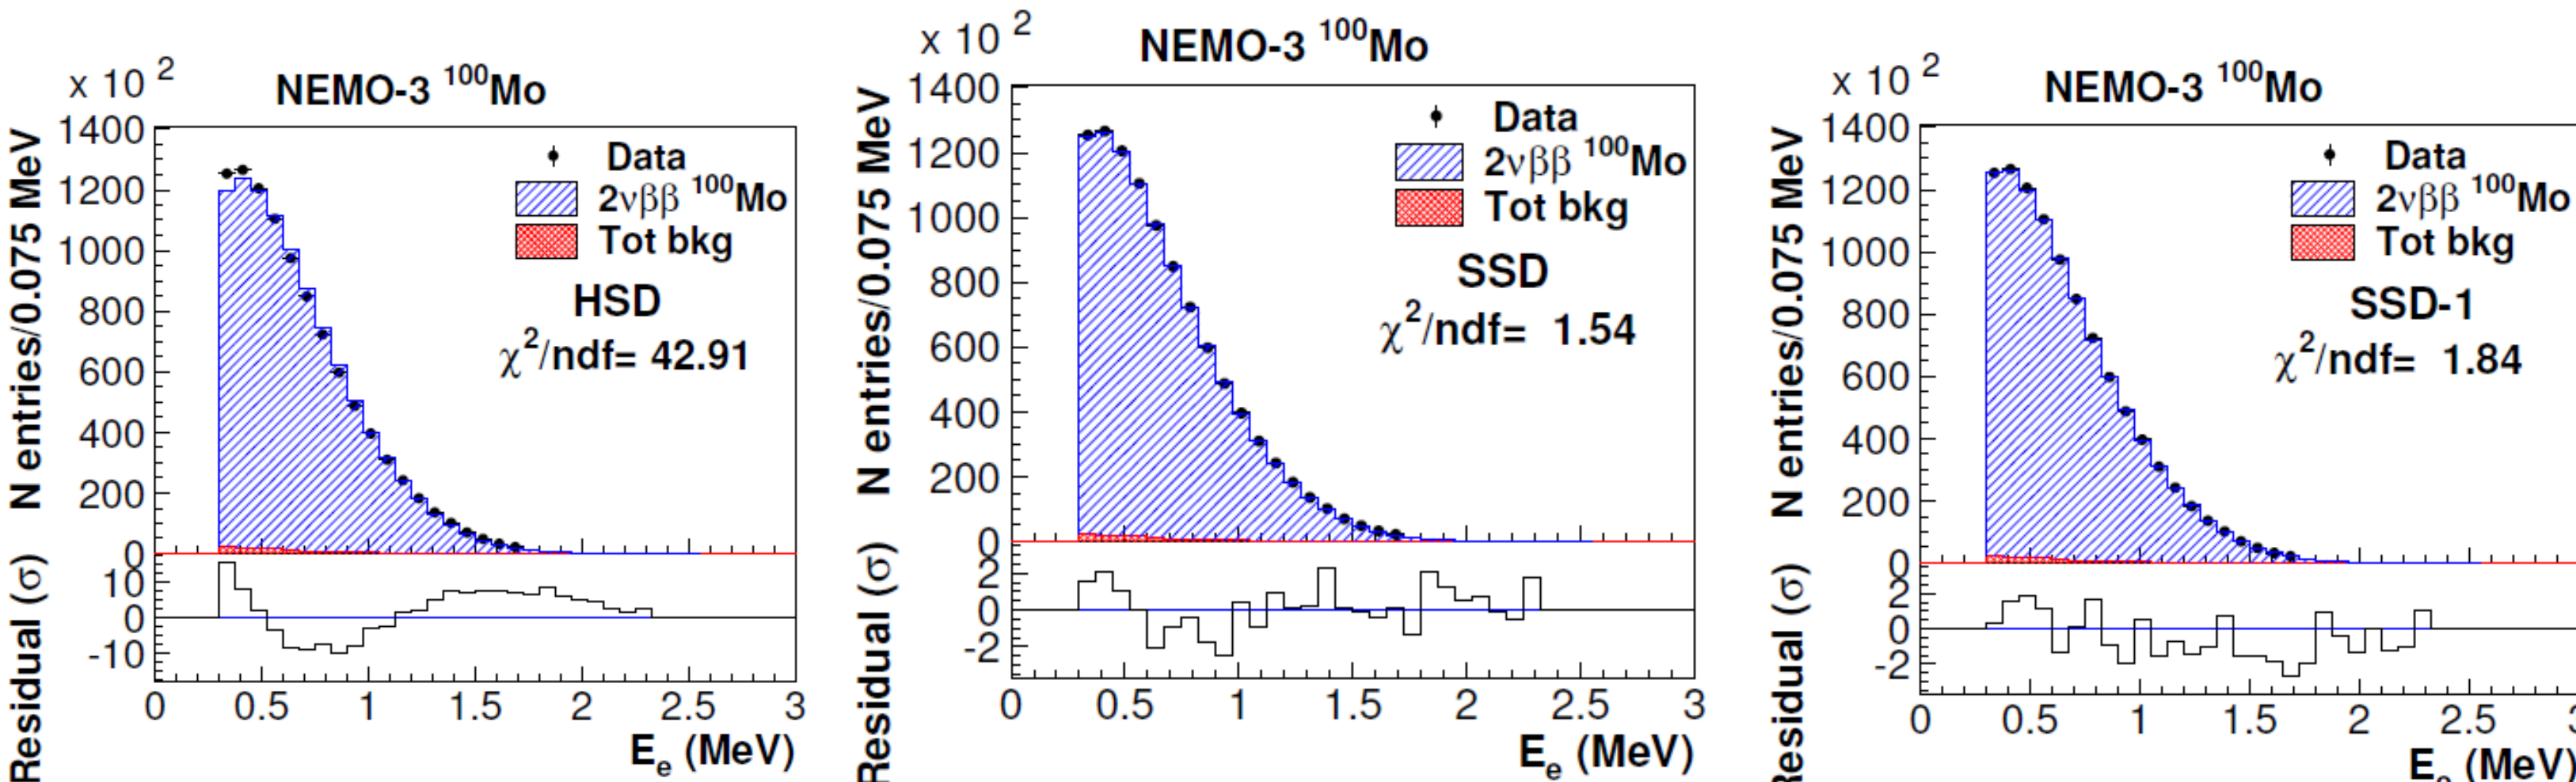 x 10 2
NEMO-3 100Mo
N entries/0.075 MeV
1400
1200
1000
800
600
400
200
0
Data
2νββ 100Mo
Tot bkg
HSD
χ2/ndf= 42.91
Residual (σ)
10
0
-10
0 0.5 1 1.5 2 2.5 3
Ee (MeV)
x 10 2
NEMO-3 100Mo
N entries/0.075 MeV
1400
1200
1000
800
600
400
200
0
Data
2νββ 100Mo
Tot bkg
SSD
χ2/ndf= 1.54
Residual (σ)
2
0
-2
0 0.5 1 1.5 2 2.5 3
Ee (MeV)
x 10 2
NEMO-3 100Mo
N entries/0.075 MeV
1400
1200
1000
800
600
400
200
0
Data
2νββ 100Mo
Tot bkg
SSD-1
χ2/ndf= 1.84
Residual (σ)
2
0
-2
0 0.5 1 1.5 2 2.5
Ee (MeV)